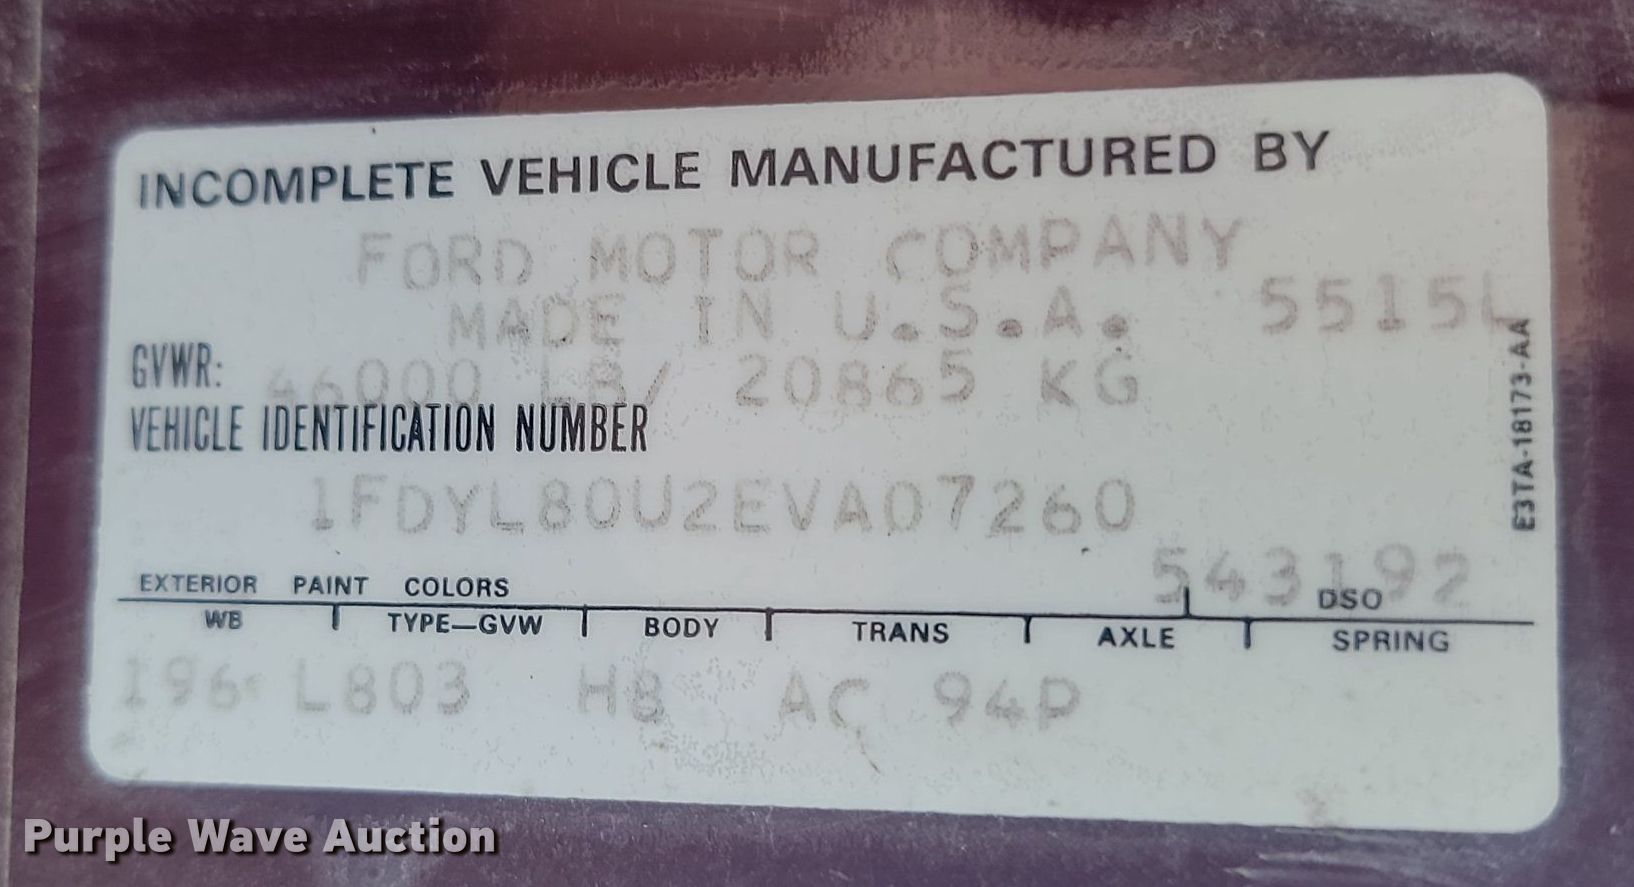 INCOMPLETE VEHICLE MANUFACTURED BY
FORD MOTOR COMPANY
MADE IN U.S.A. 5515L
GVWR: 46000 LB/ 20865 KG
VEHICLE IDENTIFICATION NUMBER
1FDYL80U2EVA07260
E3TA-18173-AA
543192
EXTERIOR PAINT COLORS DSO
WB TYPE—GVW BODY TRANS AXLE SPRING
196 L803 H8 AC 94P
Purple Wave Auction